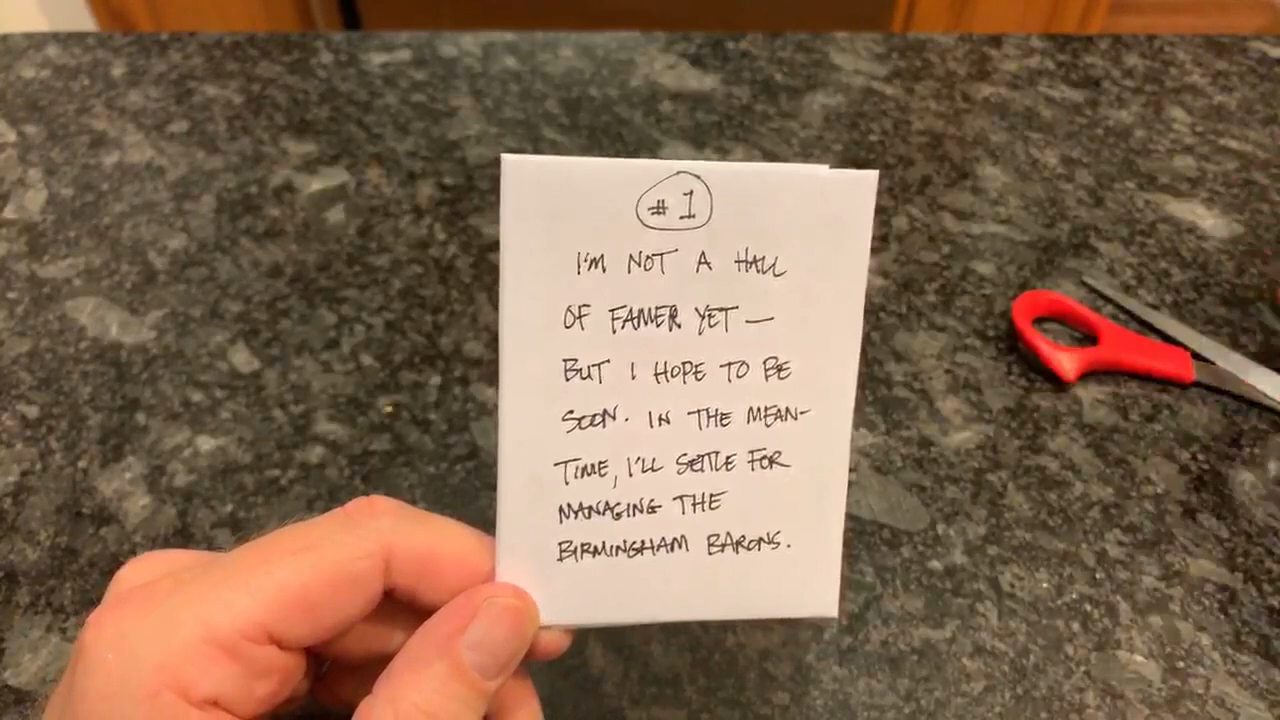 #1
I'M NOT A HALL
OF FAMER YET —
BUT I HOPE TO BE
SOON. IN THE MEAN-
TIME, I'LL SETTLE FOR
MANAGING THE
BIRMINGHAM BARONS.